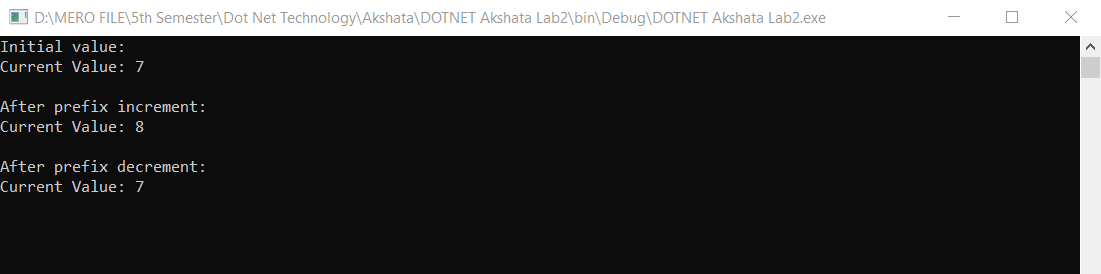 D:\MERO FILE\5th Semester\Dot Net Technology\Akshata\DOTNET Akshata Lab2\bin\Debug\DOTNET Akshata Lab2.exe
Initial value:
Current Value: 7
After prefix increment:
Current Value: 8
After prefix decrement:
Current Value: 7